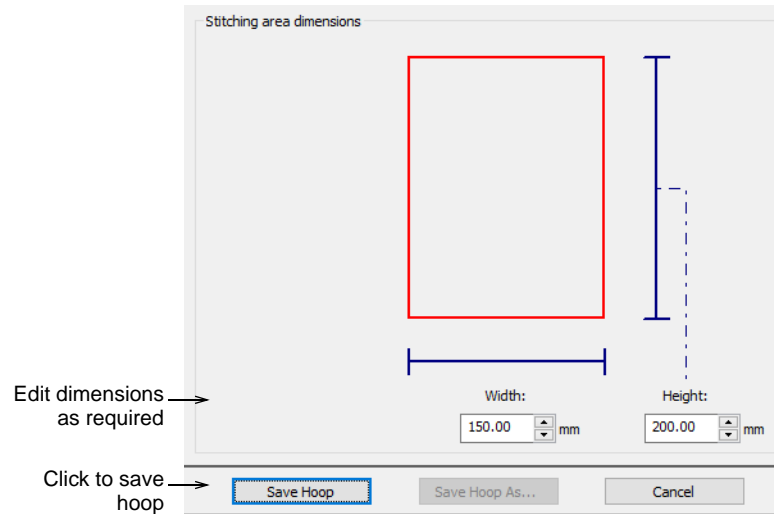 Stitching area dimensions
Edit dimensions
as required
Width:
Height:
150.00 mm
200.00 mm
Click to save
hoop
Save Hoop
Save Hoop As...
Cancel